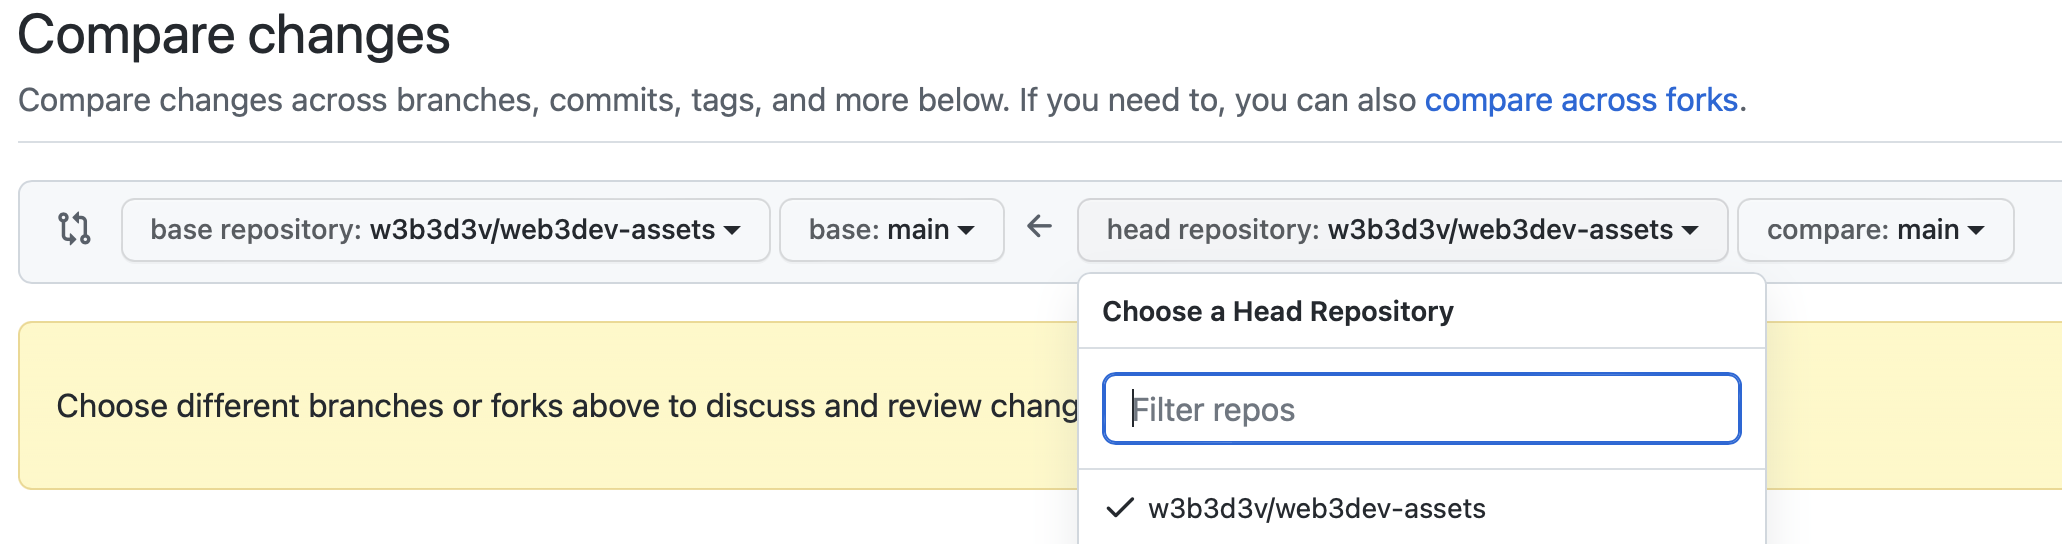 Compare changes
Compare changes across branches, commits, tags, and more below. If you need to, you can also compare across forks.
base repository: w3b3d3v/web3dev-assets base: main head repository: w3b3d3v/web3dev-assets compare: main
Choose a Head Repository
Choose different branches or forks above to discuss and review chang
Filter repos
w3b3d3v/web3dev-assets